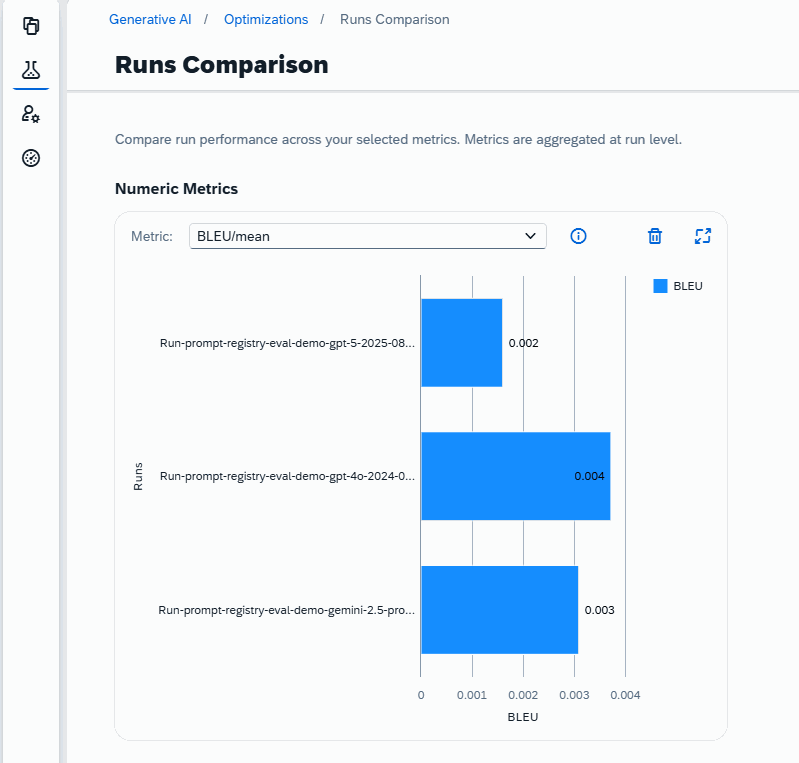 Generative AI / Optimizations / Runs Comparison
Runs Comparison
Compare run performance across your selected metrics. Metrics are aggregated at run level.
Numeric Metrics
Metric: BLEU/mean
BLEU
Run-prompt-registry-eval-demo-gpt-5-2025-08... 0.002
Runs
Run-prompt-registry-eval-demo-gpt-4o-2024-0... 0.004
Run-prompt-registry-eval-demo-gemini-2.5-pro... 0.003
0 0.001 0.002 0.003 0.004
BLEU